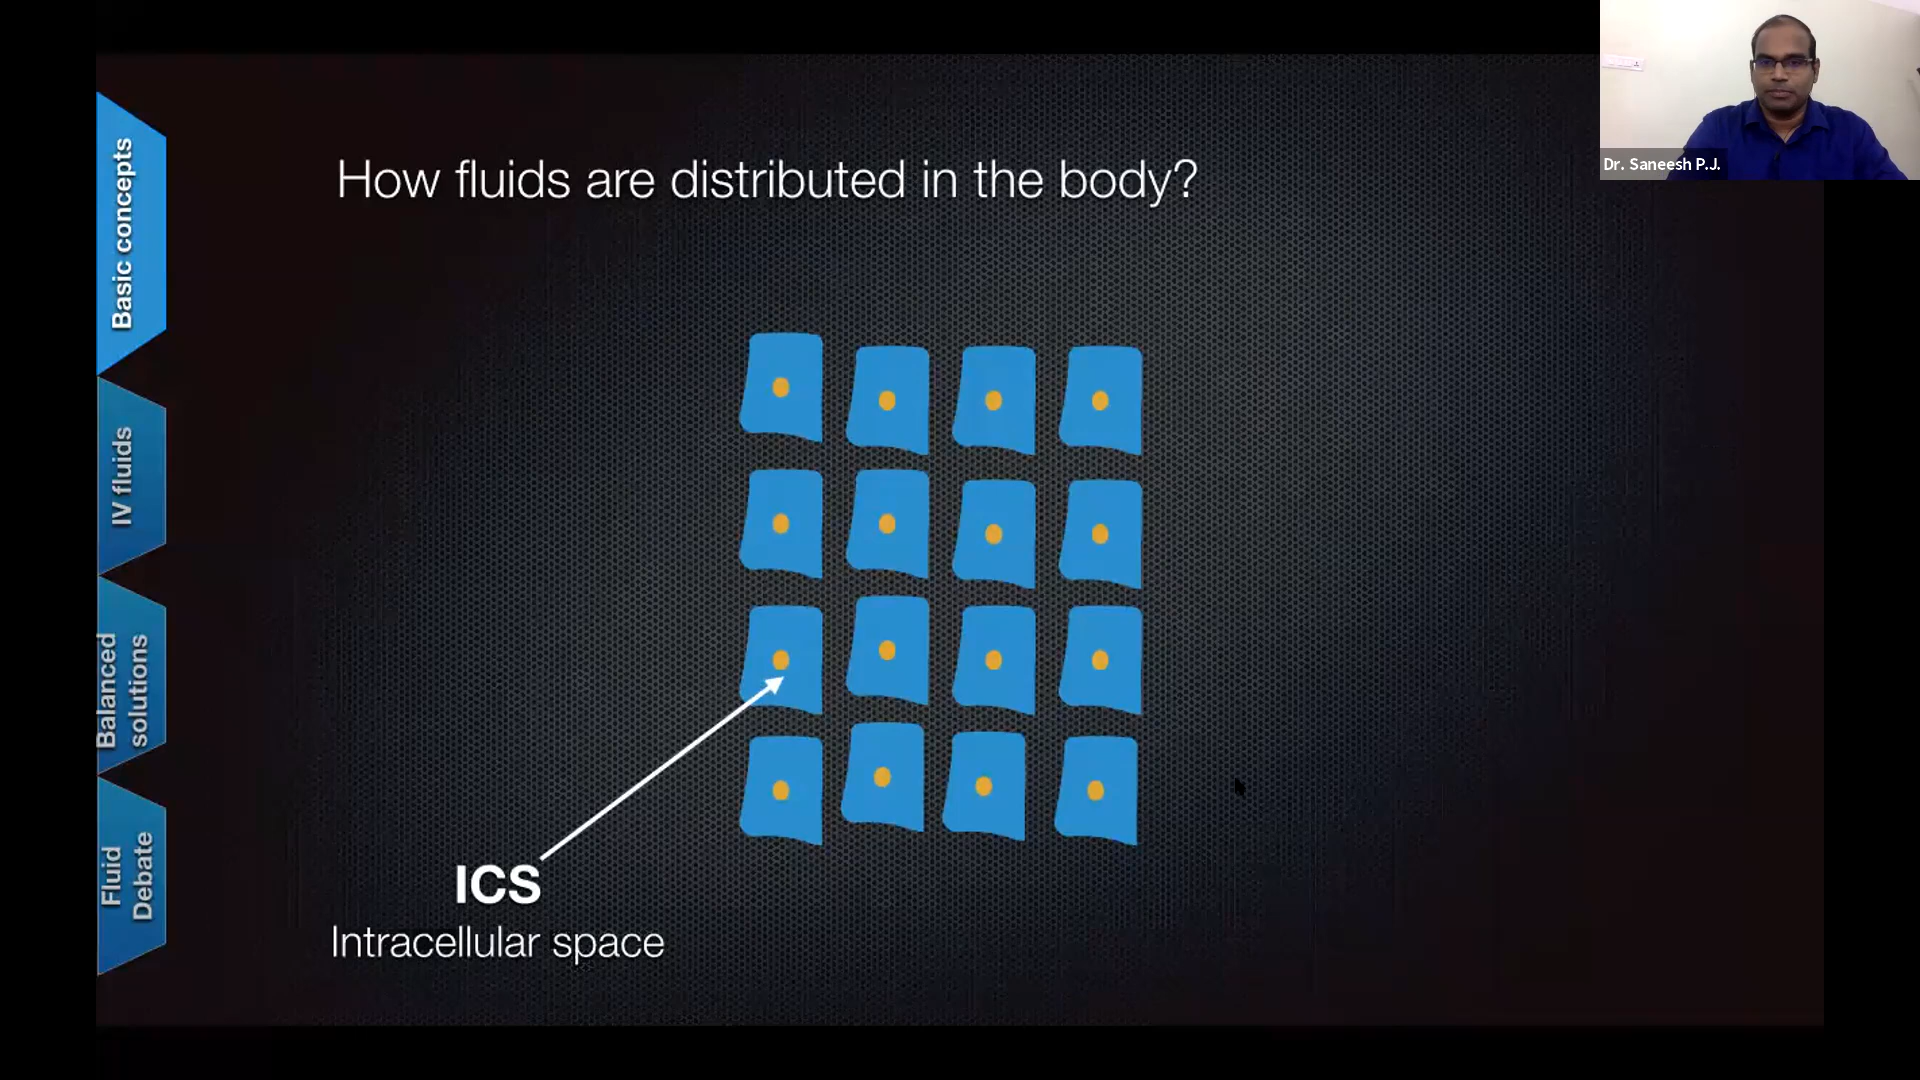 Dr. Saneesh P.J.
How fluids are distributed in the body?
Basic concepts
IV fluids
Balanced
solutions
Fluid
Debate
ICS
Intracellular space